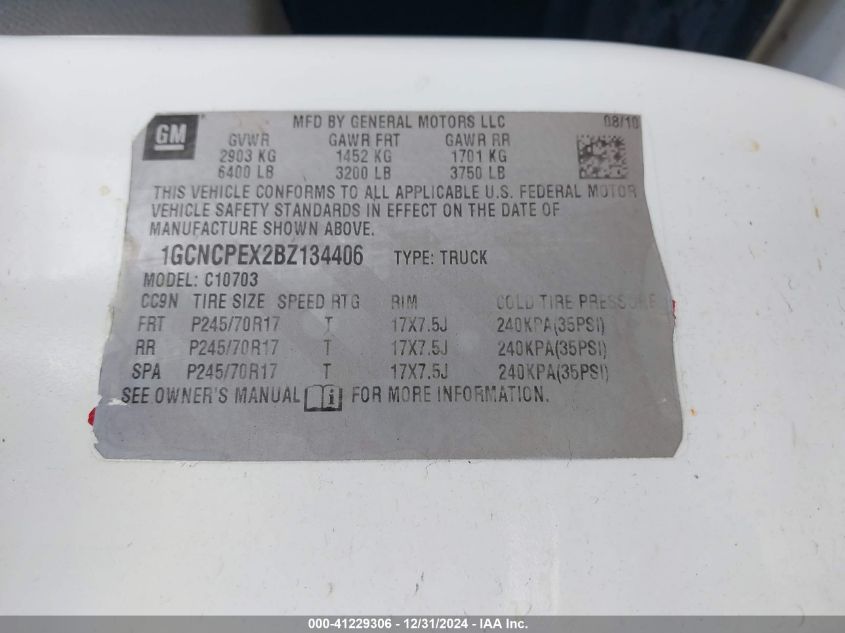 GM
MFD BY GENERAL MOTORS LLC 08/10
GVWR GAWR FRT GAWR RR
2903 KG 1452 KG 1701 KG
6400 LB 3200 LB 3750 LB
THIS VEHICLE CONFORMS TO ALL APPLICABLE U.S. FEDERAL MOTOR
VEHICLE SAFETY STANDARDS IN EFFECT ON THE DATE OF
MANUFACTURE SHOWN ABOVE.
1GCNCPEX2BZ134406 TYPE: TRUCK
MODEL: C10703
CC9N TIRE SIZE SPEED RTG RIM COLD TIRE PRESSURE
FRT P245/70R17 T 17X7.5J 240KPA(35PSI)
RR P245/70R17 T 17X7.5J 240KPA(35PSI)
SPA P245/70R17 T 17X7.5J 240KPA(35PSI)
SEE OWNER'S MANUAL i FOR MORE INFORMATION.
000-41229306 - 12/31/2024 - IAA Inc.